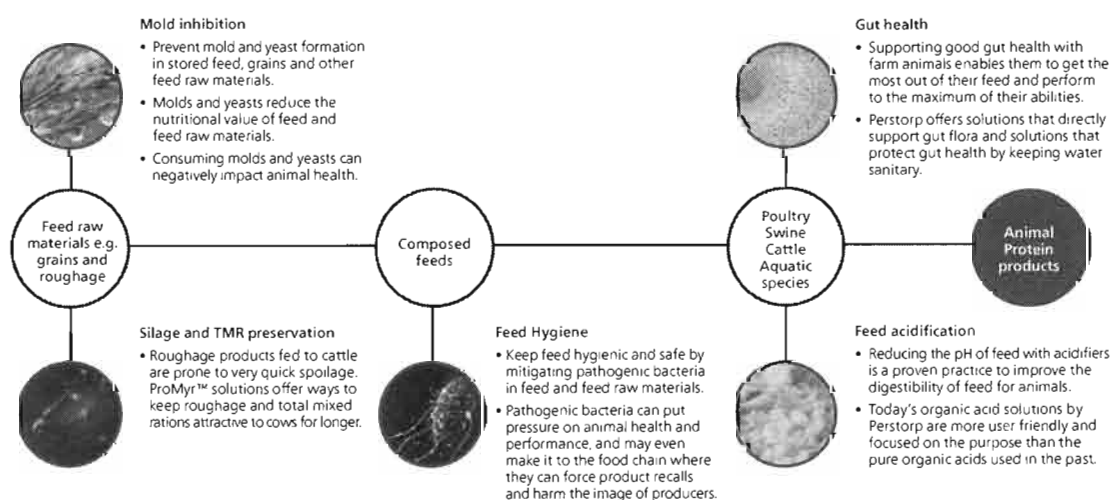 Mold inhibition
• Prevent mold and yeast formation
in stored feed, grains and other
feed raw materials.
• Molds and yeasts reduce the
nutritional value of feed and
feed raw materials.
• Consuming molds and yeasts can
negatively impact animal health.
Gut health
• Supporting good gut health with
farm animals enables them to get the
most out of their feed and perform
to the maximum of their abilities.
• Perstorp offers solutions that directly
support gut flora and solutions that
protect gut health by keeping water
sanitary.
Feed raw
materials e.g.
grains and
roughage
Composed
feeds
Poultry
Swine
Cattle
Aquatic
species
Animal
Protein
products
Silage and TMR preservation
• Roughage products fed to cattle
are prone to very quick spoilage.
ProMyr™ solutions offer ways to
keep roughage and total mixed
rations attractive to cows for longer.
Feed Hygiene
• Keep feed hygienic and safe by
mitigating pathogenic bacteria
in feed and feed raw materials.
• Pathogenic bacteria can put
pressure on animal health and
performance, and may even
make it to the food chain where
they can force product recalls
and harm the image of producers.
Feed acidification
• Reducing the pH of feed with acidifiers
is a proven practice to improve the
digestibility of feed for animals.
• Today's organic acid solutions by
Perstorp are more user friendly and
focused on the purpose than the
pure organic acids used in the past.